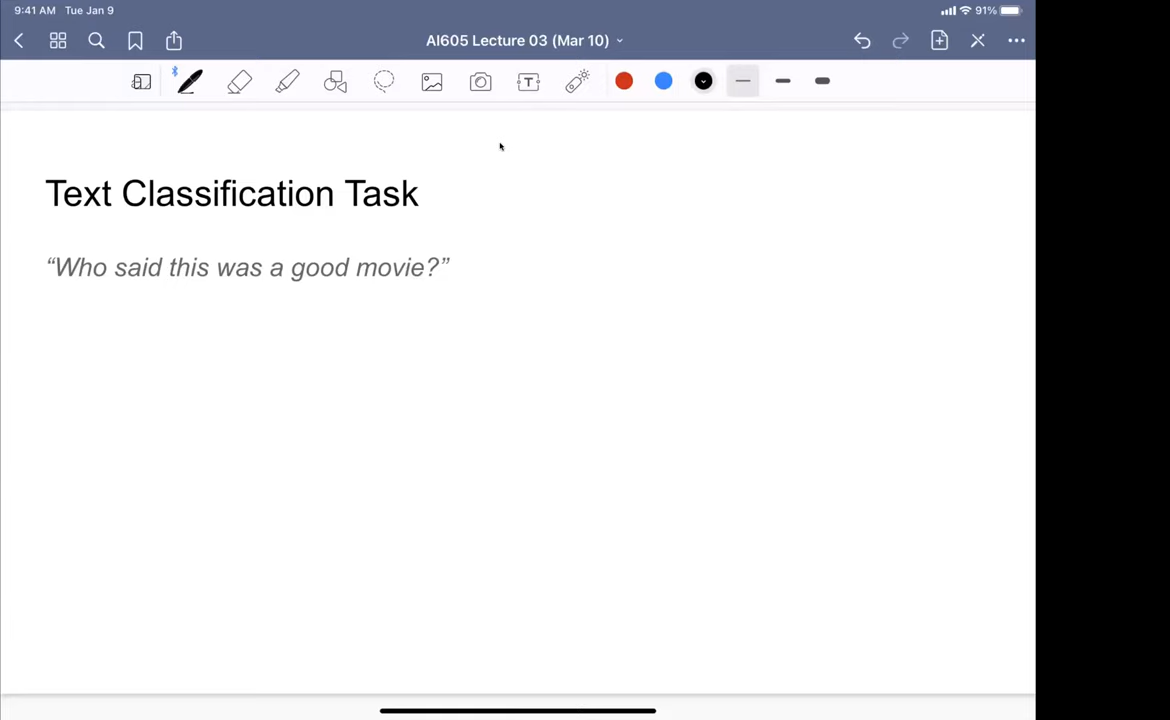 9:41 AM Tue Jan 9
91%
AI605 Lecture 03 (Mar 10)
T
Text Classification Task
“Who said this was a good movie?”